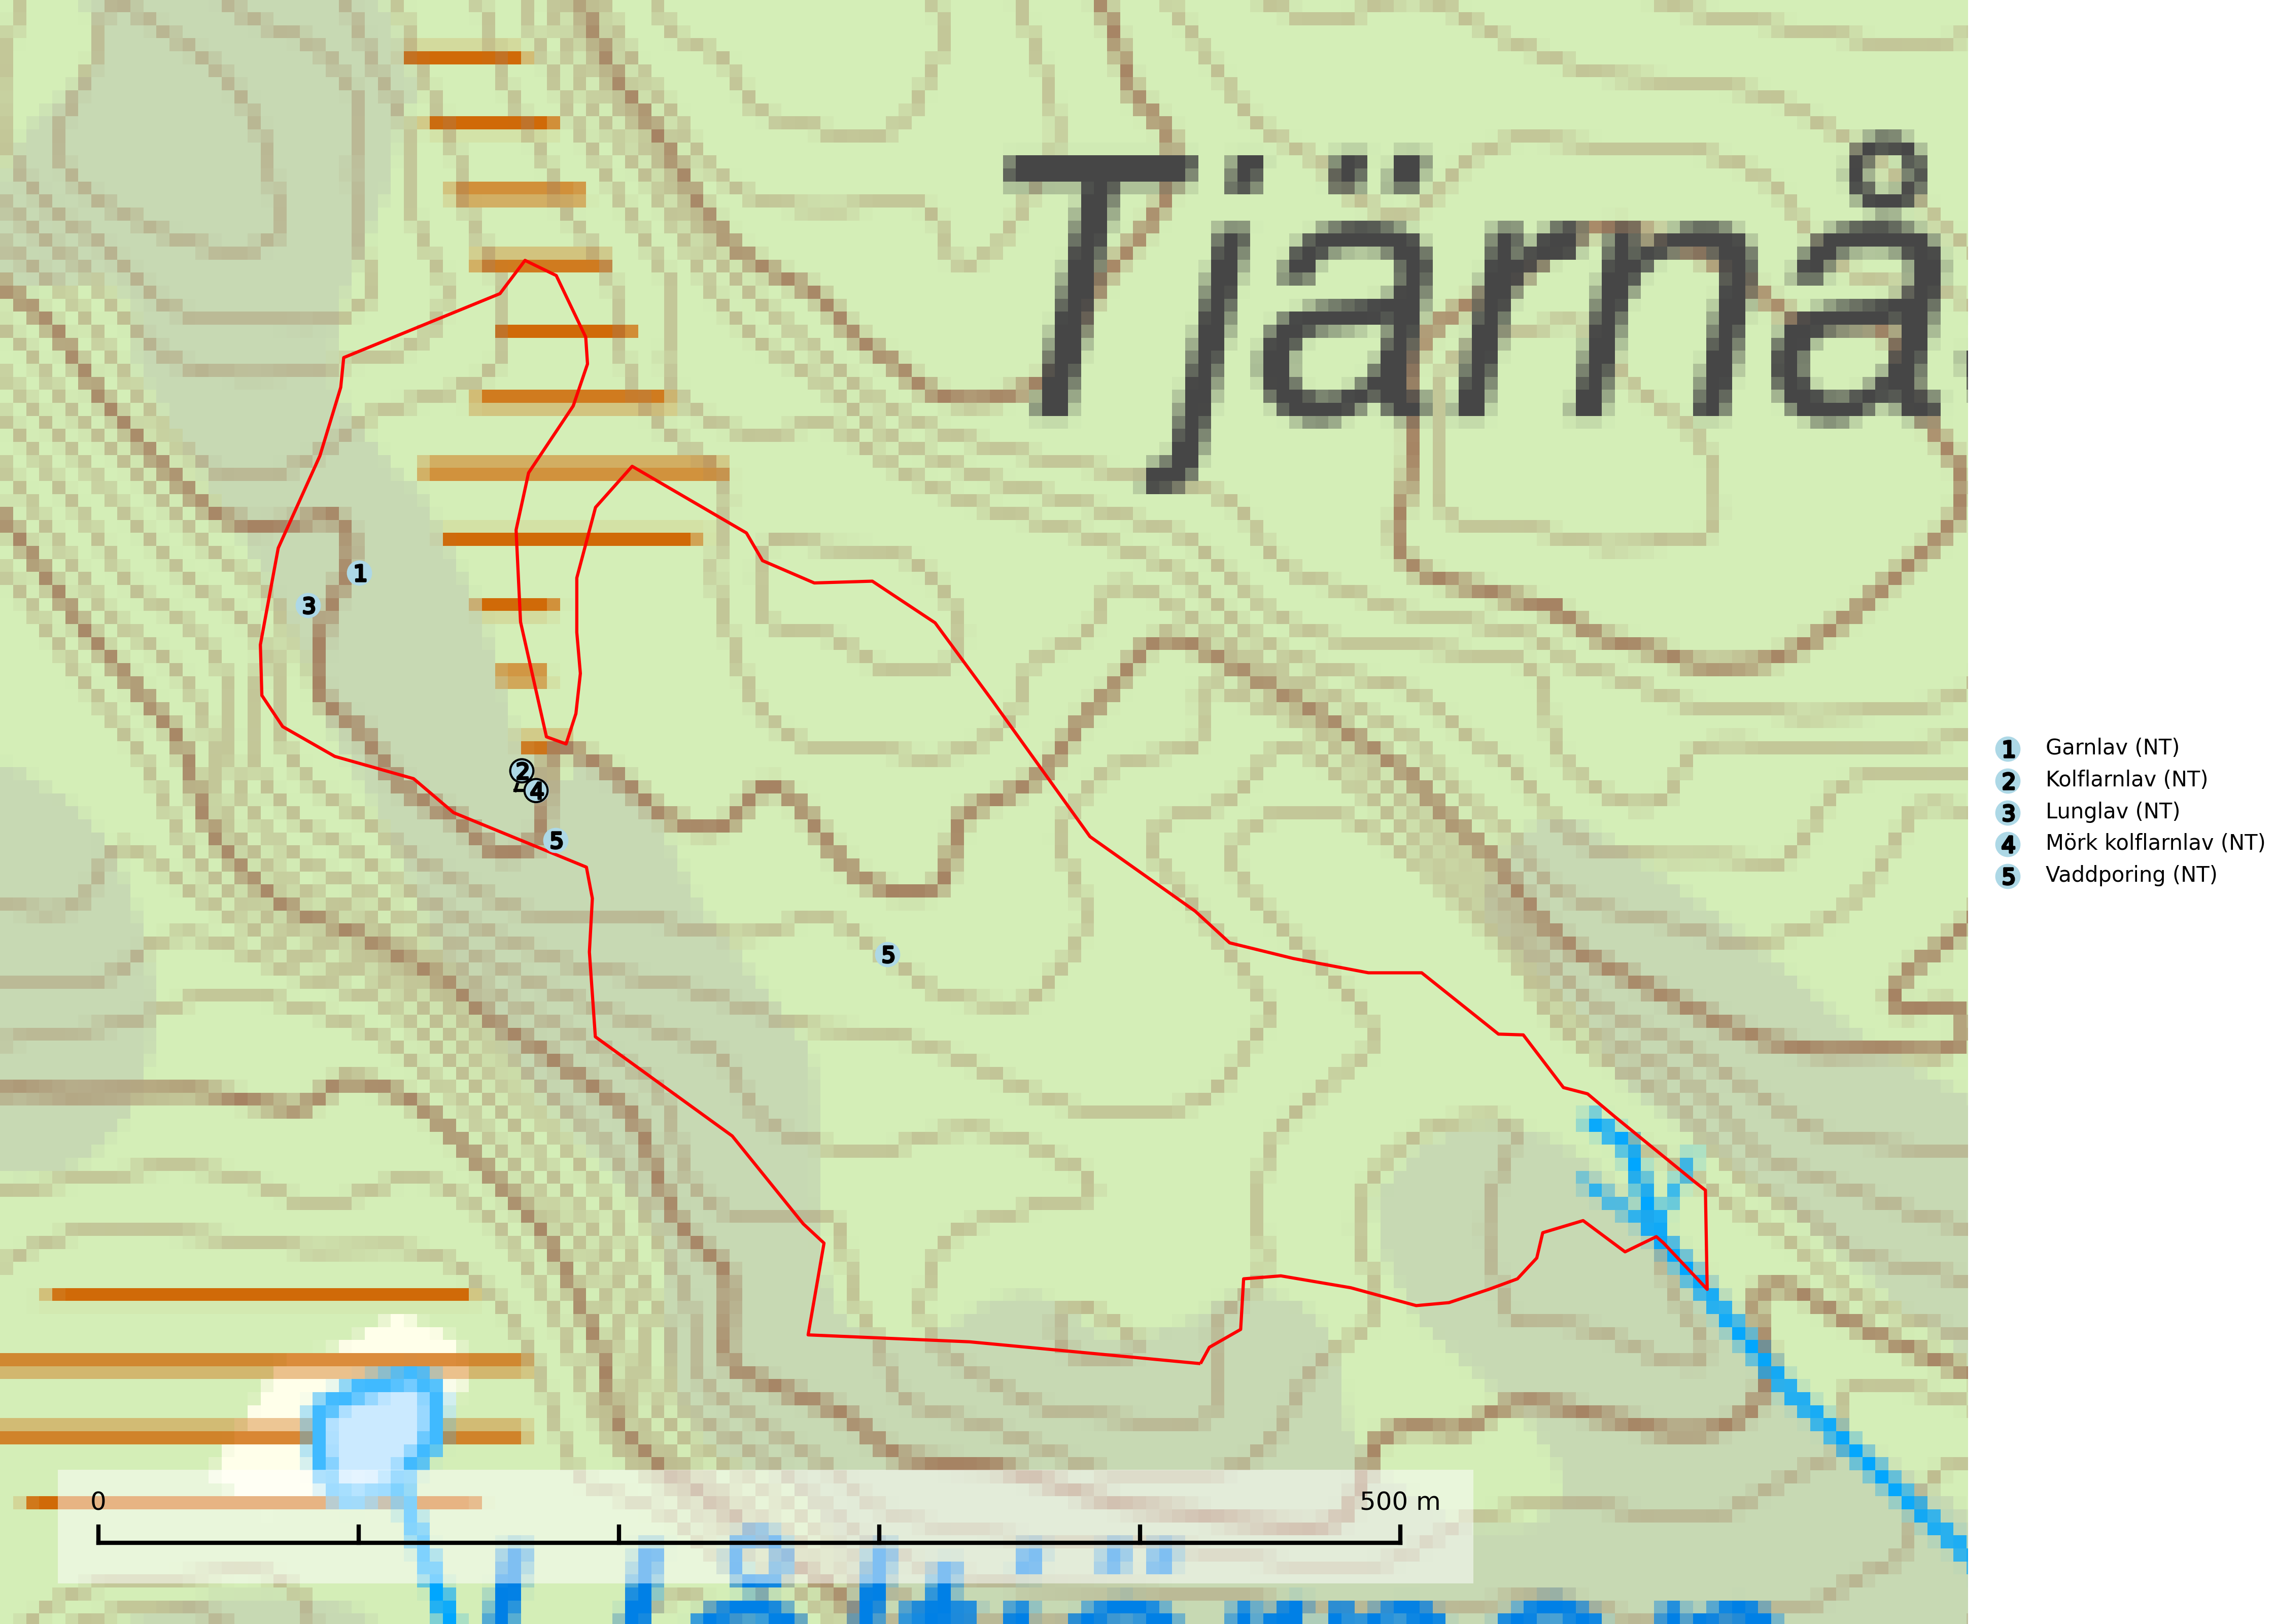 Tjärnå
1
3
2
4
5
5
1 Garnlav (NT)
2 Kolflarnlav (NT)
3 Lunglav (NT)
4 Mörk kolflarnlav (NT)
5 Vaddporing (NT)
0 500 m